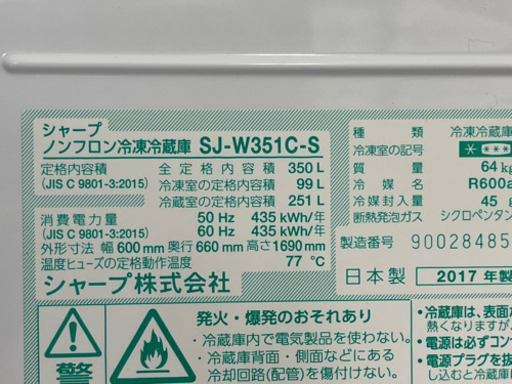 シャープ
ノンフロン冷凍冷蔵庫 SJ-W351C-S
定格内容積 全定格内容積 350 L
(JIS C 9801-3:2015) 冷凍室の定格内容積 99 L
冷蔵室の定格内容積 251 L
消費電力量 50 Hz 435 kWh/年
(JIS C 9801-3:2015) 60 Hz 435 kWh/年
外形寸法 幅 600 mm 奥行 660 mm 高さ 1690 mm
温度ヒューズの定格動作温度 77 ℃
シャープ株式会社
種類 冷凍冷蔵
冷凍室の記号
質量 64 k
冷媒 R600a
冷媒封入量 45 g
断熱発泡ガス シクロペンタン
製造番号 90028485
日本製 2017 年製
警
発火・爆発のおそれあり
冷蔵庫内で電気製品を使わない。
冷蔵庫背面・側面などにある
冷却回路(配管)を傷付けない。
●冷蔵庫は、表面が
熱くなりますが、
●電源は必ずコン
●電源プラグを抜
し込むと冷却に